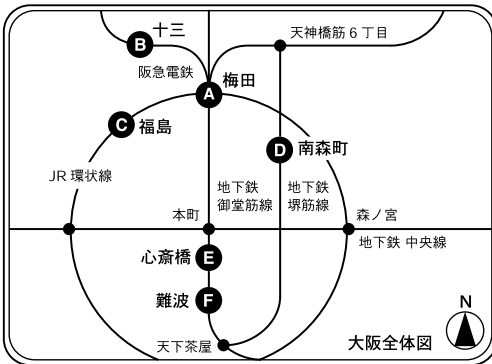 十三
B
天神橋筋6丁目
阪急電鉄
梅田
A
C
福島
D
南森町
JR環状線
地下鉄
御堂筋線
地下鉄
堺筋線
本町
森ノ宮
地下鉄 中央線
心斎橋
E
難波
F
天下茶屋
大阪全体図
N